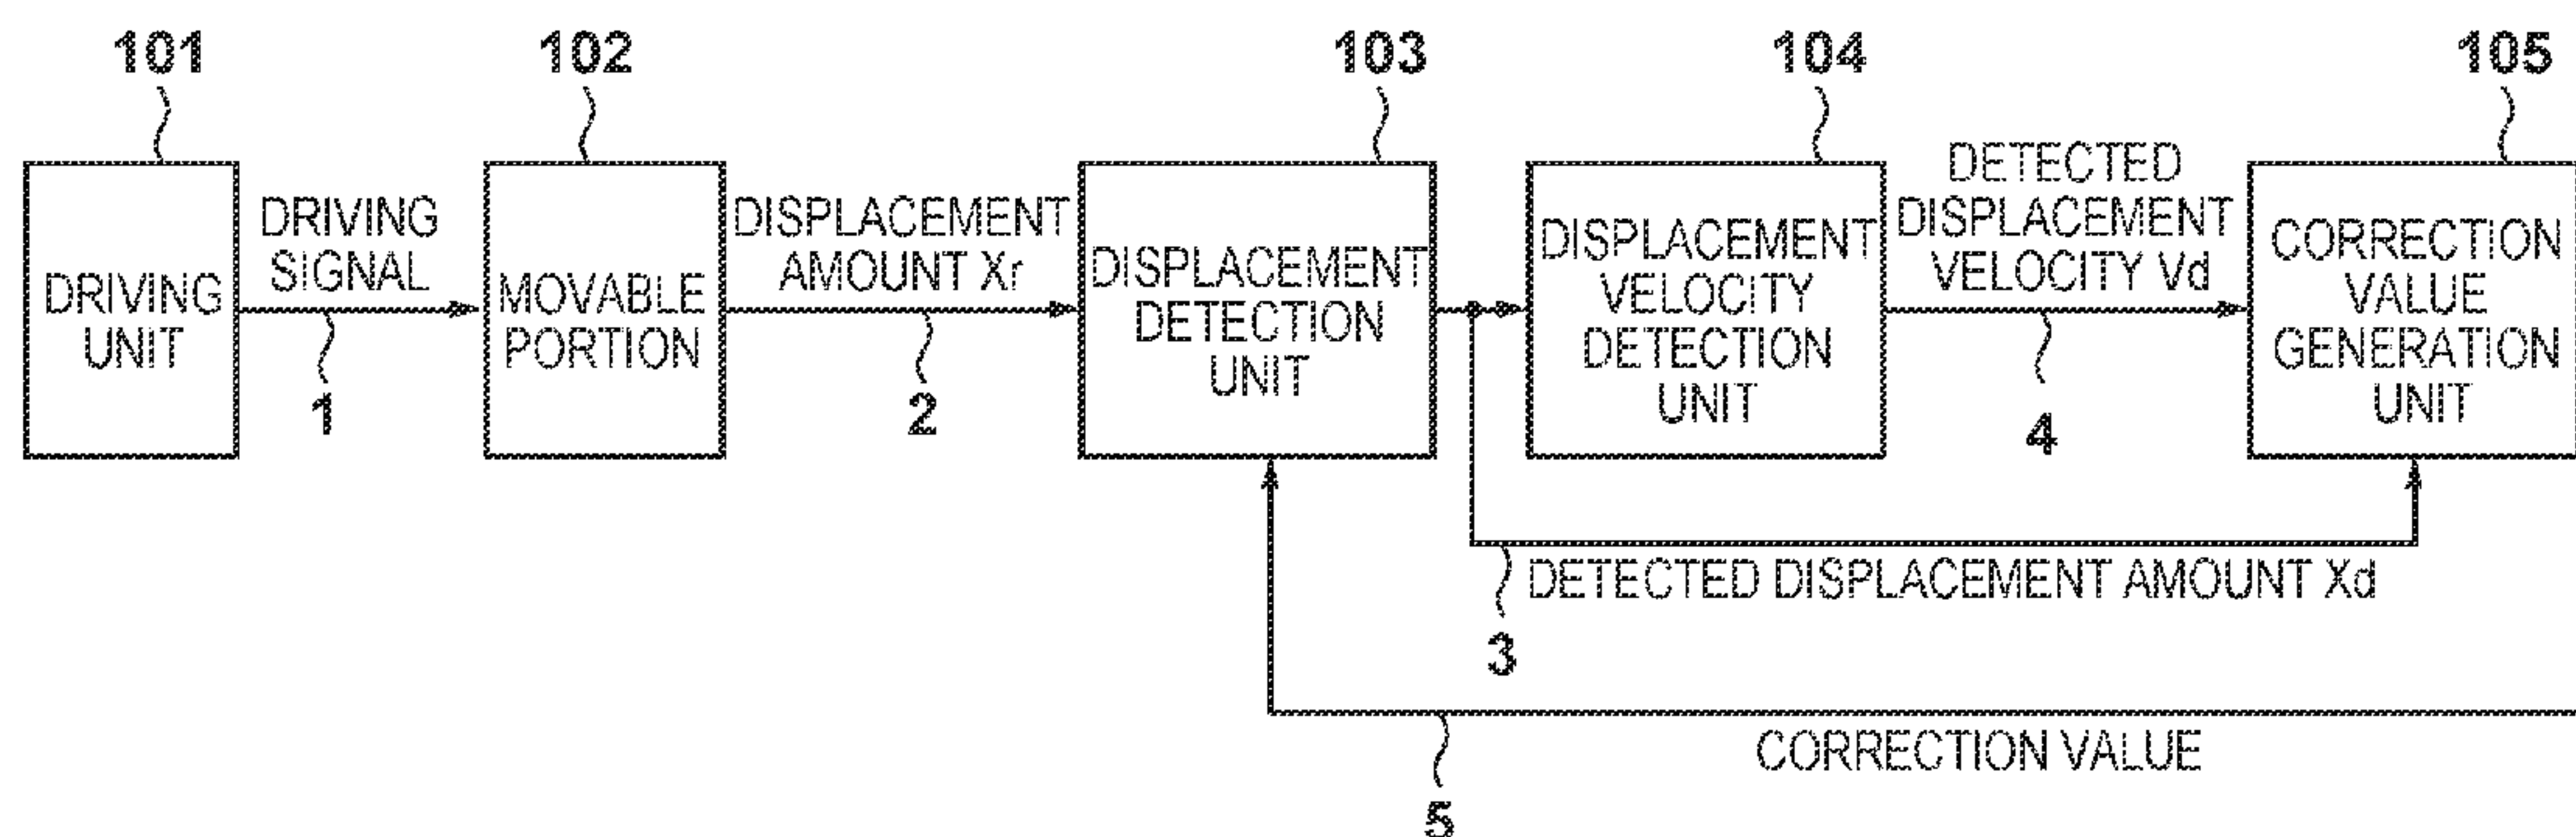 101
102
103
104
105
DRIVING
UNIT
DRIVING
SIGNAL
1
MOVABLE
PORTION
DISPLACEMENT
AMOUNT Xr
2
DISPLACEMENT
DETECTION
UNIT
DISPLACEMENT
VELOCITY
DETECTION
UNIT
DETECTED
DISPLACEMENT
VELOCITY Vd
4
CORRECTION
VALUE
GENERATION
UNIT
DETECTED DISPLACEMENT AMOUNT Xd
3
CORRECTION VALUE
5